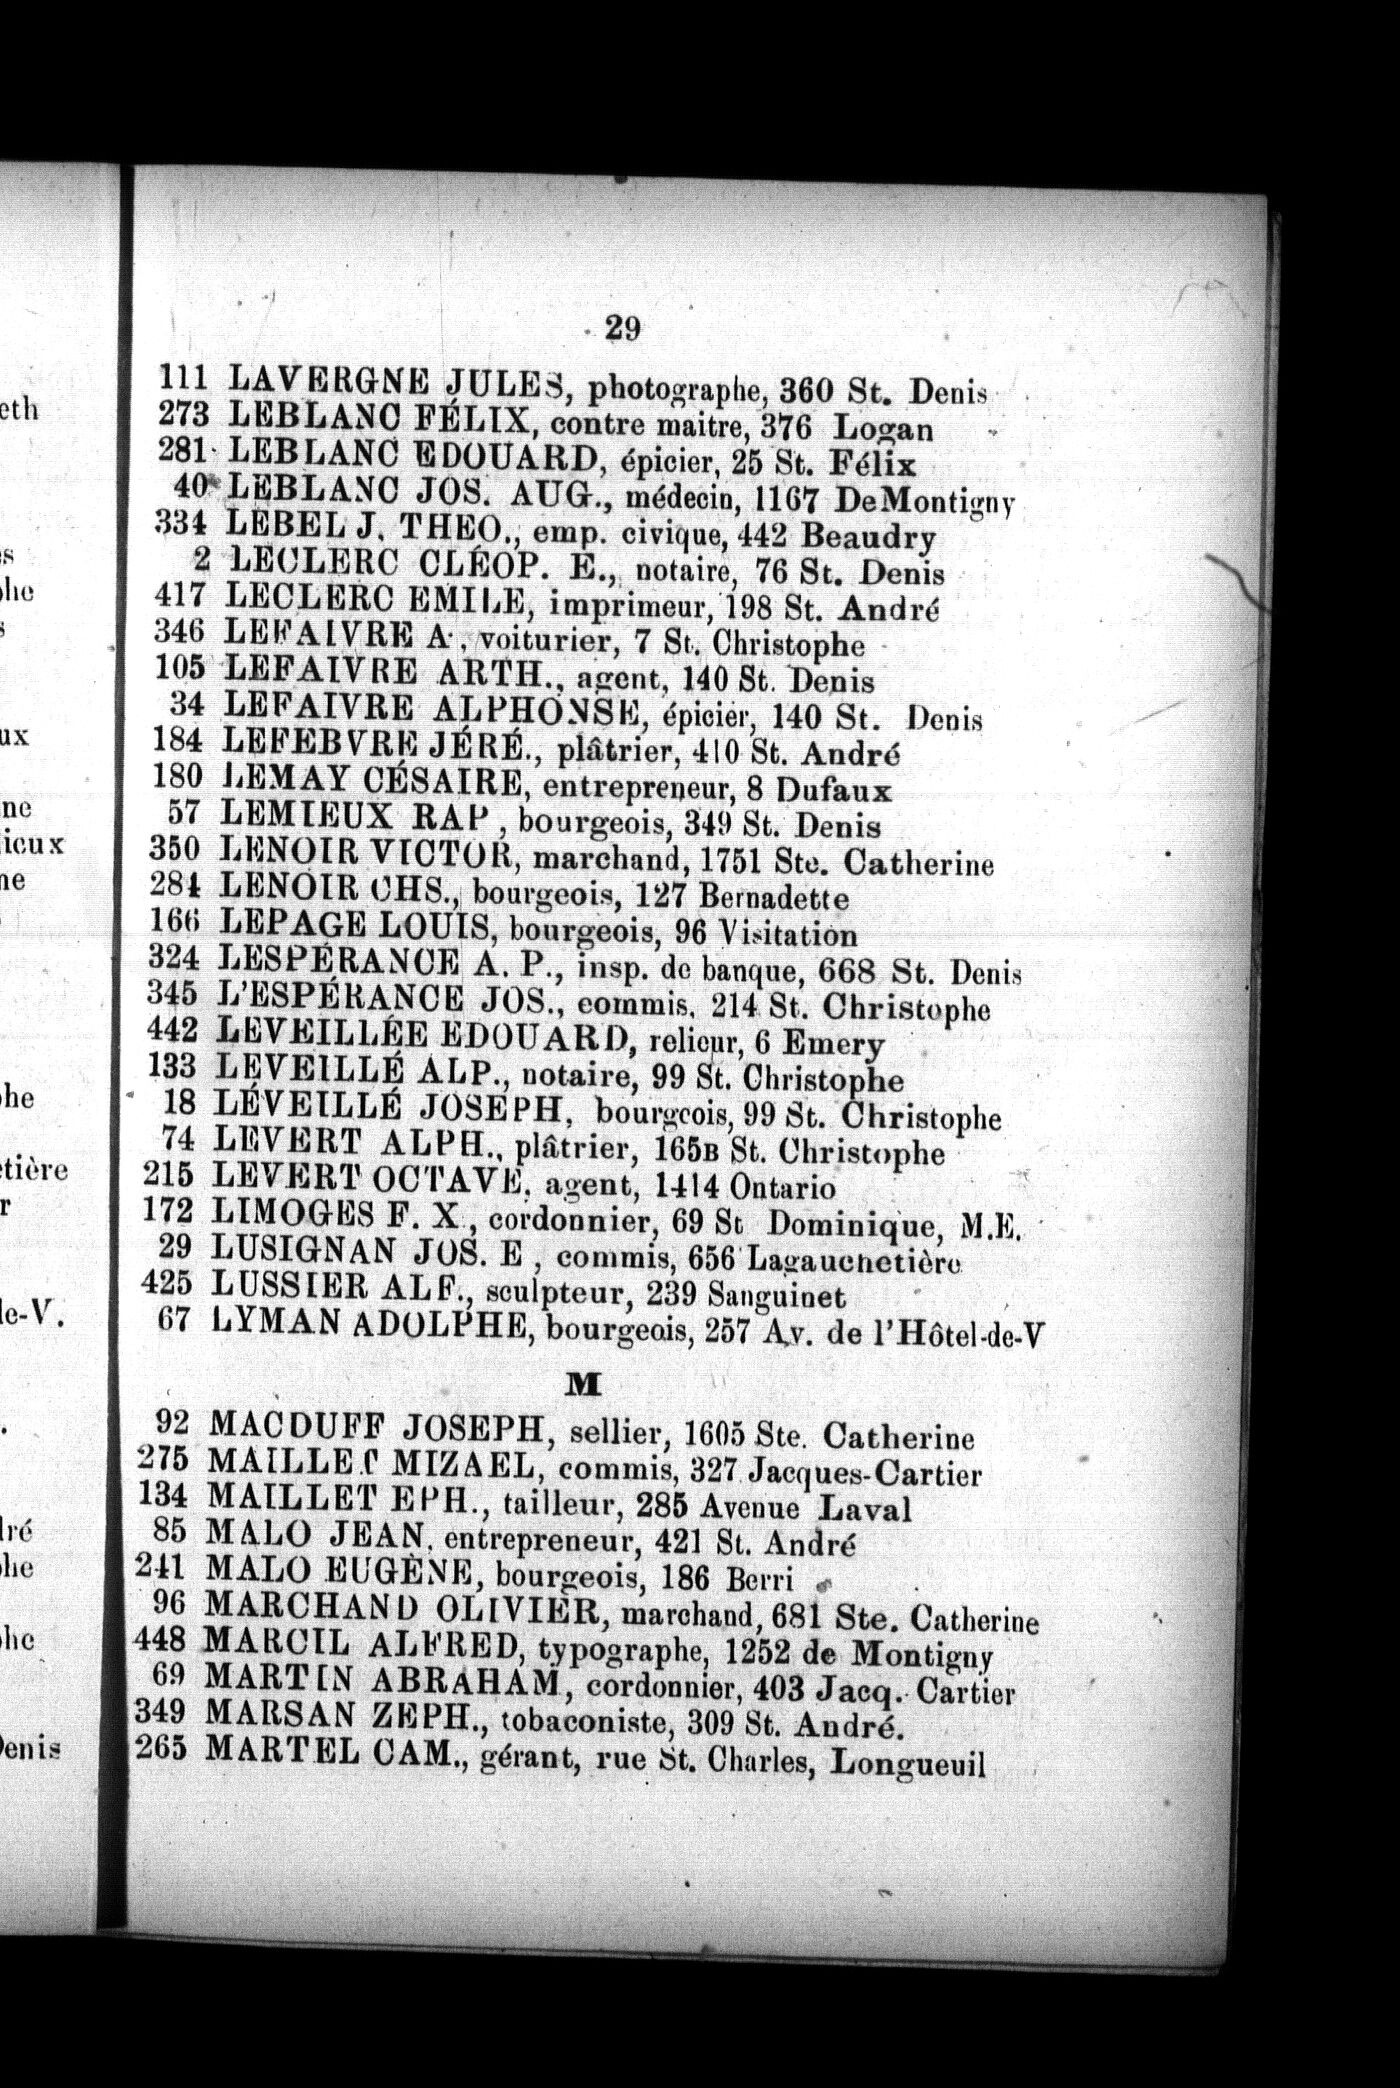 29
111 LAVERGNE JULES, photographe, 360 St. Denis
273 LEBLANC FÉLIX, contre maitre, 376 Logan
281 LEBLANC EDOUARD, épicier, 25 St. Félix
40 LEBLANC JOS. AUG., médecin, 1167 DeMontigny
334 LEBEL J. THEO., emp. civique, 442 Beaudry
2 LECLERC CLÉOP. E., notaire, 76 St. Denis
417 LECLERC EMILE, imprimeur, 198 St. André
346 LEFAIVRE A., voiturier, 7 St. Christophe
105 LEFAIVRE ARTH., agent, 140 St. Denis
34 LEFAIVRE ALPHONSE, épicier, 140 St. Denis
184 LEFEBVRE JÉRÉ., plâtrier, 410 St. André
180 LEMAY CÉSAIRE, entrepreneur, 8 Dufaux
57 LEMIEUX RAP , bourgeois, 349 St. Denis
350 LENOIR VICTOR, marchand, 1751 Ste. Catherine
284 LENOIR CHS., bourgeois, 127 Bernadette
166 LEPAGE LOUIS, bourgeois, 96 Visitation
324 LESPÉRANCE A. P., insp. de banque, 668 St. Denis
345 L'ESPÉRANCE JOS., commis, 214 St. Christophe
442 LEVEILLÉE EDOUARD, relieur, 6 Emery
133 LEVEILLÉ ALP., notaire, 99 St. Christophe
18 LÉVEILLÉ JOSEPH, bourgeois, 99 St. Christophe
74 LEVERT ALPH., plâtrier, 165B St. Christophe
215 LEVERT OCTAVE, agent, 1414 Ontario
172 LIMOGES F. X., cordonnier, 69 St Dominique, M.E.
29 LUSIGNAN JOS. E , commis, 656 Lagauchetière
425 LUSSIER ALF., sculpteur, 239 Sanguinet
67 LYMAN ADOLPHE, bourgeois, 257 Av. de l'Hôtel-de-V
M
92 MACDUFF JOSEPH, sellier, 1605 Ste. Catherine
275 MAILLET MIZAEL, commis, 327 Jacques-Cartier
134 MAILLET EPH., tailleur, 285 Avenue Laval
85 MALO JEAN, entrepreneur, 421 St. André
241 MALO EUGÈNE, bourgeois, 186 Berri
96 MARCHAND OLIVIER, marchand, 681 Ste. Catherine
448 MARCIL ALFRED, typographe, 1252 de Montigny
69 MARTIN ABRAHAM, cordonnier, 403 Jacq. Cartier
349 MARSAN ZEPH., tobaconiste, 309 St. André.
265 MARTEL CAM., gérant, rue St. Charles, Longueuil